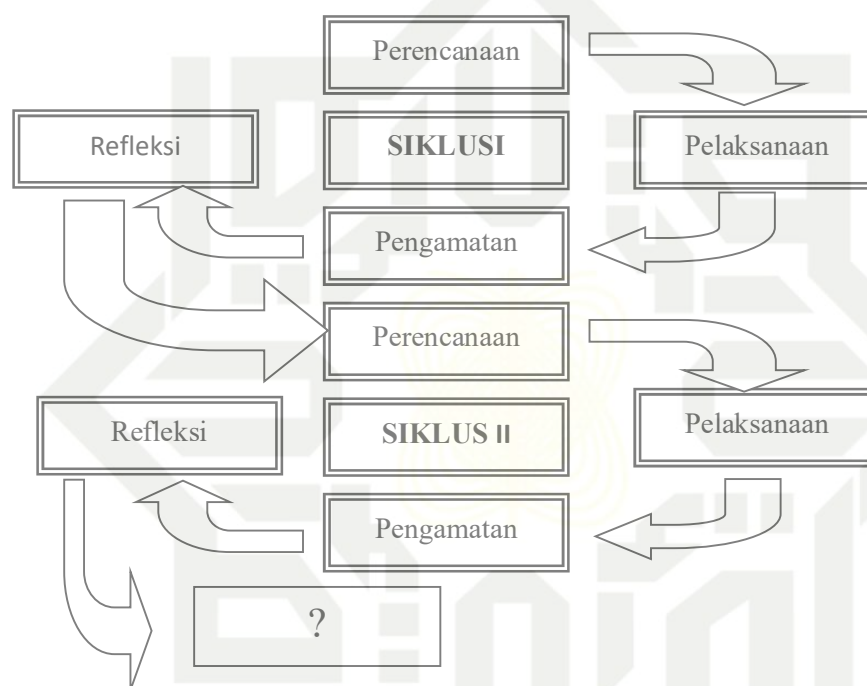 Perencanaan
Refleksi
SIKLUSI
Pelaksanaan
Pengamatan
Perencanaan
Refleksi
SIKLUS II
Pelaksanaan
Pengamatan
?